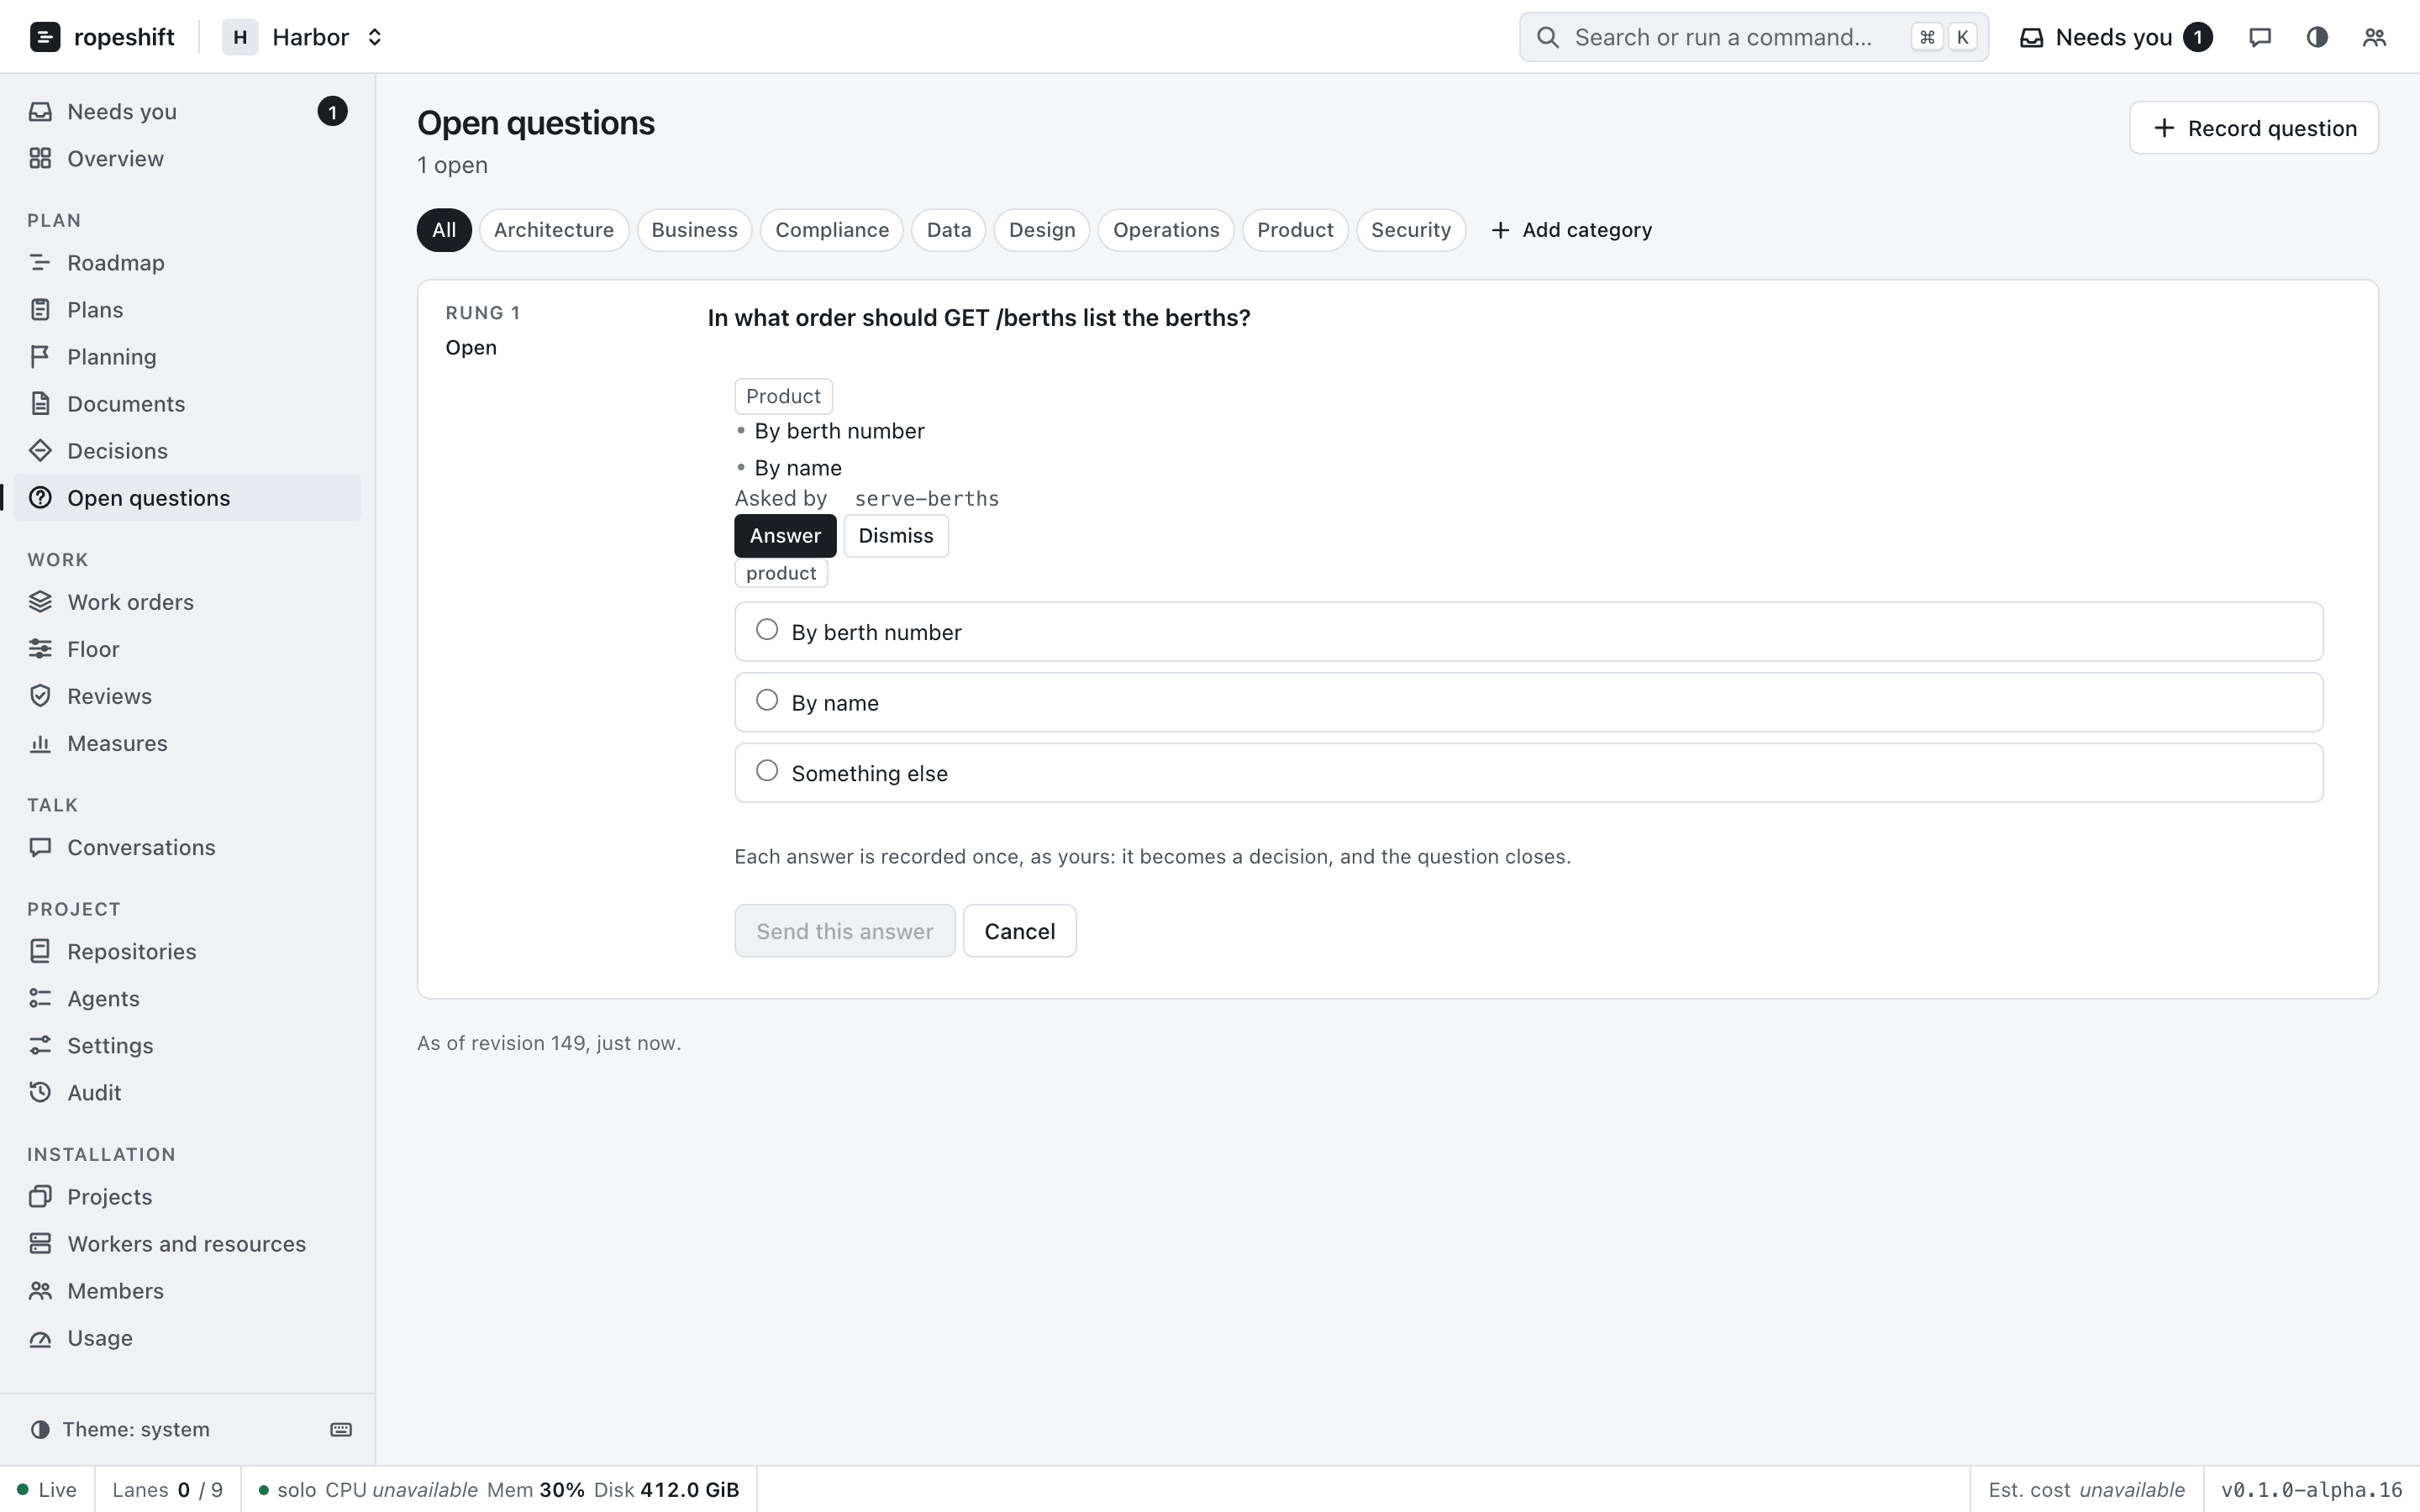 ropeshift
H Harbor
Search or run a command... ⌘ K
Needs you 1
Needs you 1
Overview
PLAN
Roadmap
Plans
Planning
Documents
Decisions
Open questions
WORK
Work orders
Floor
Reviews
Measures
TALK
Conversations
PROJECT
Repositories
Agents
Settings
Audit
INSTALLATION
Projects
Workers and resources
Members
Usage
Theme: system
Open questions
1 open
+ Record question
All Architecture Business Compliance Data Design Operations Product Security + Add category
RUNG 1
Open
In what order should GET /berths list the berths?
Product
• By berth number
• By name
Asked by serve-berths
Answer Dismiss
product
By berth number
By name
Something else
Each answer is recorded once, as yours: it becomes a decision, and the question closes.
Send this answer Cancel
As of revision 149, just now.
Live Lanes 0 / 9 solo CPU unavailable Mem 30% Disk 412.0 GiB Est. cost unavailable v0.1.0-alpha.16